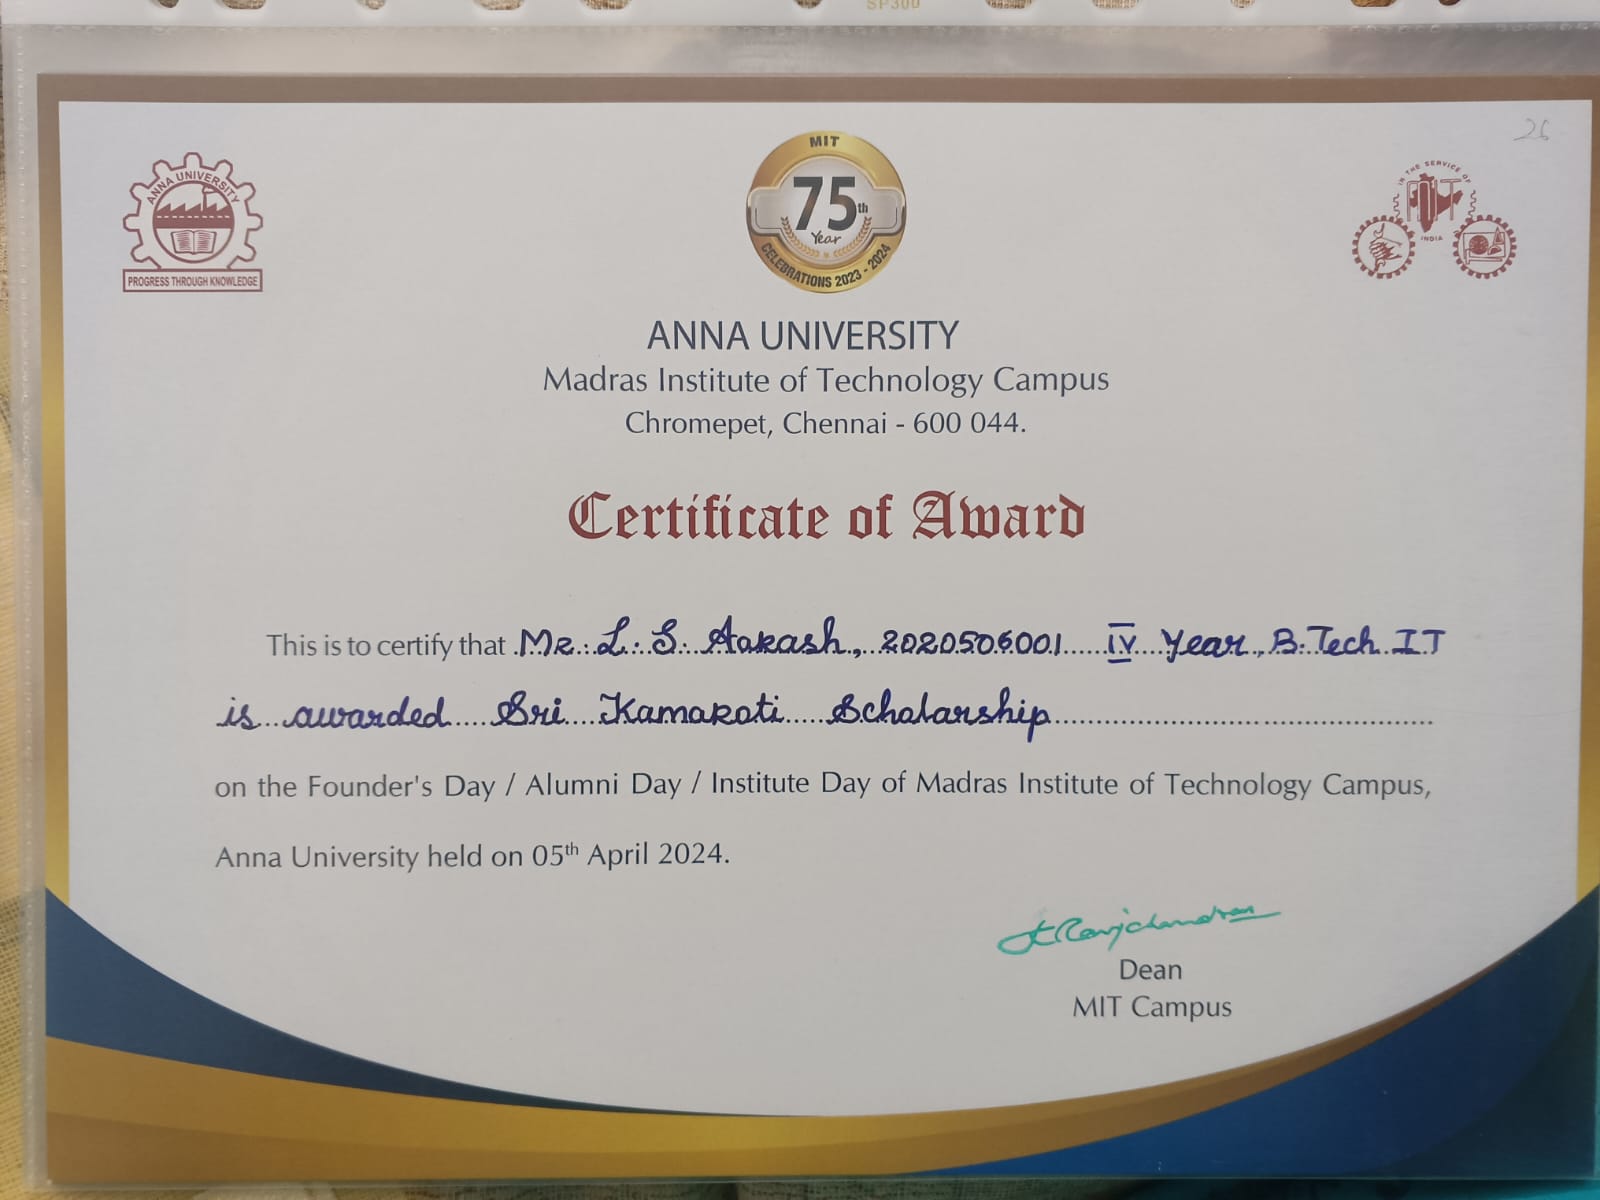 SP300
26
ANNA UNIVERSITY
PROGRESS THROUGH KNOWLEDGE
MIT
75th
Year
CELEBRATIONS 2023 - 2024
IN THE SERVICE OF
MIT
INDIA
ANNA UNIVERSITY
Madras Institute of Technology Campus
Chromepet, Chennai - 600 044.
Certificate of Award
This is to certify that Mr. L. S. Aakash, 2020506001 IV Year, B.Tech IT
is awarded Sri Kamakoti Scholarship
on the Founder's Day / Alumni Day / Institute Day of Madras Institute of Technology Campus,
Anna University held on 05th April 2024.
Dean
MIT Campus